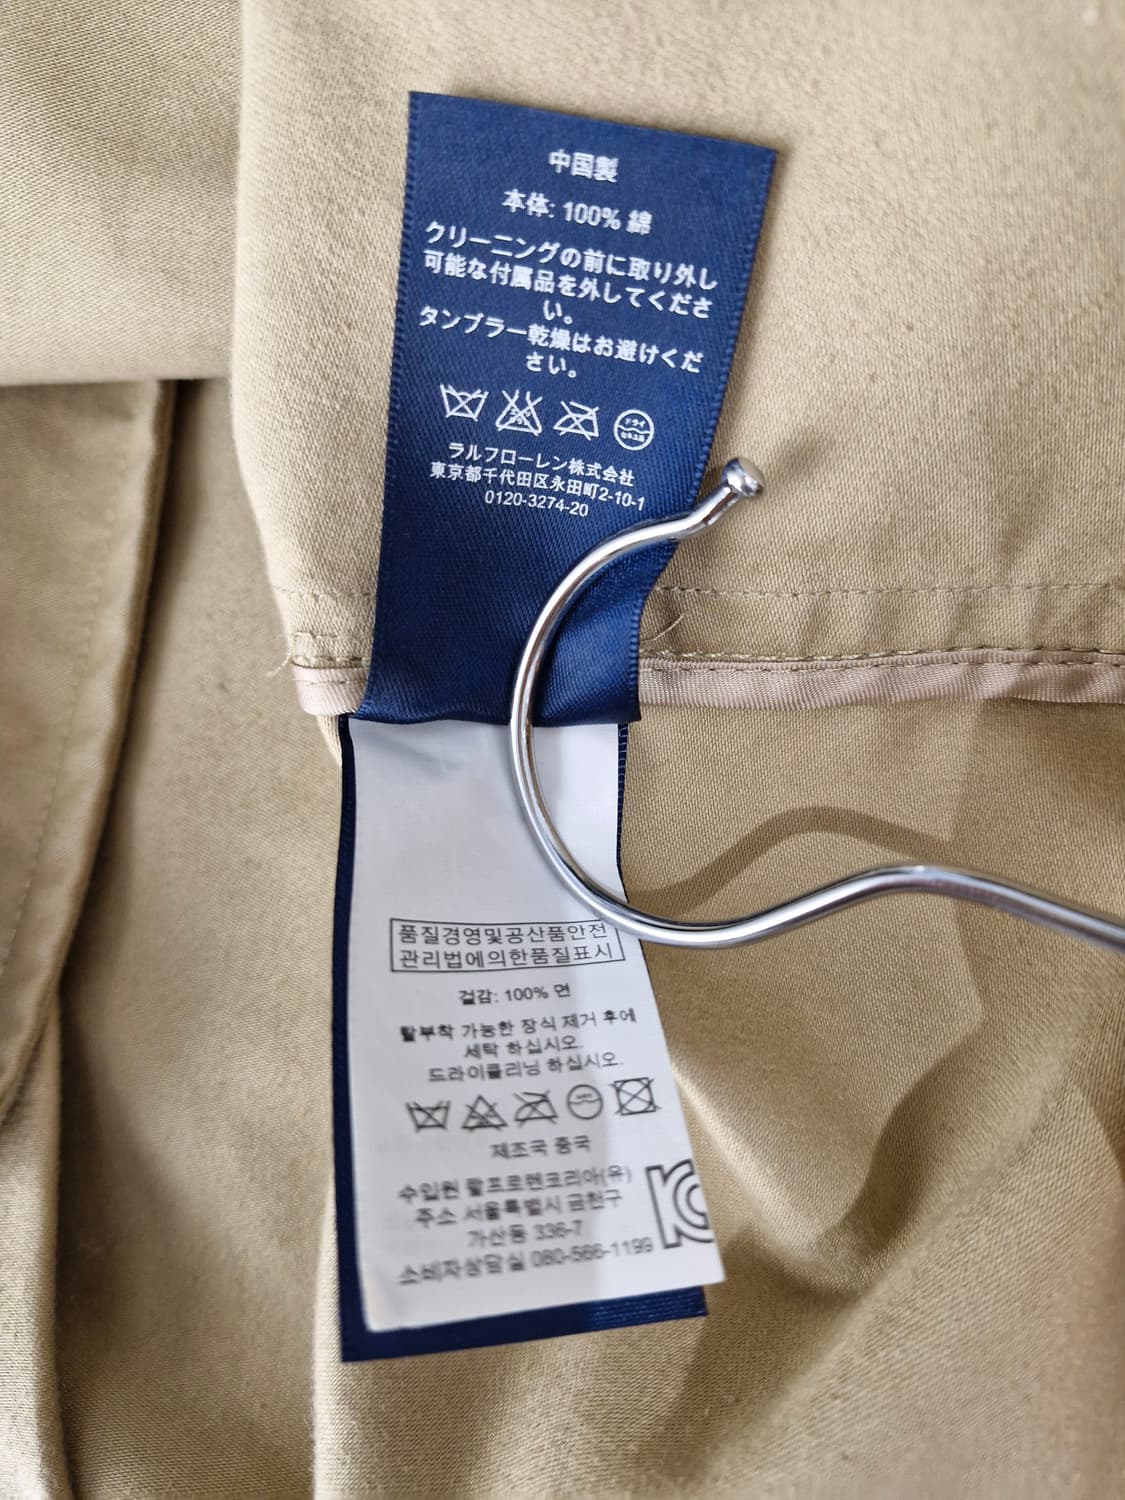 中国製
本体: 100% 綿
クリーニングの前に取り外し
可能な付属品を外してくださ
い。
タンブラー乾燥はお避けくだ
さい。
ドライ
ラルフローレン株式会社
東京都千代田区永田町2-10-1
0120-3274-20
품질경영및공산품안전
관리법에의한품질표시
겉감: 100% 면
탈부착 가능한 장식 제거 후에
세탁 하십시오.
드라이클리닝 하십시오.
제조국 중국
수입원 랄프로렌코리아(유)
주소 서울특별시 금천구
가산동 336-7
소비자상담실 080-566-1199